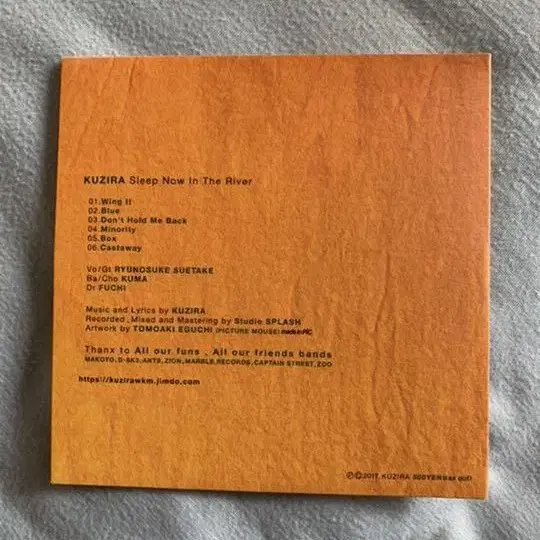 KUZIRA Sleep Now In The River
01.Wing It
02.Blue
03.Don't Hold Me Back
04.Minority
05.Box
06.Castaway
Vo/Gt RYUNOSUKE SUETAKE
Ba/Cho KUMA
Dr FUCHI
Music and Lyrics by KUZIRA
Recorded, Mixed and Mastering by Studio SPLASH
Artwork by TOMOAKI EGUCHI (PICTURE MOUSE)
Thanx to All our funs , All our friends bands
MAKOTO, D-SK3, ANTS, ZION, MARBLE RECORDS, CAPTAIN STREET, ZOO
https://kuzirawkm.jimdo.com
Ⓟ©2017, KUZIRA 500YEN